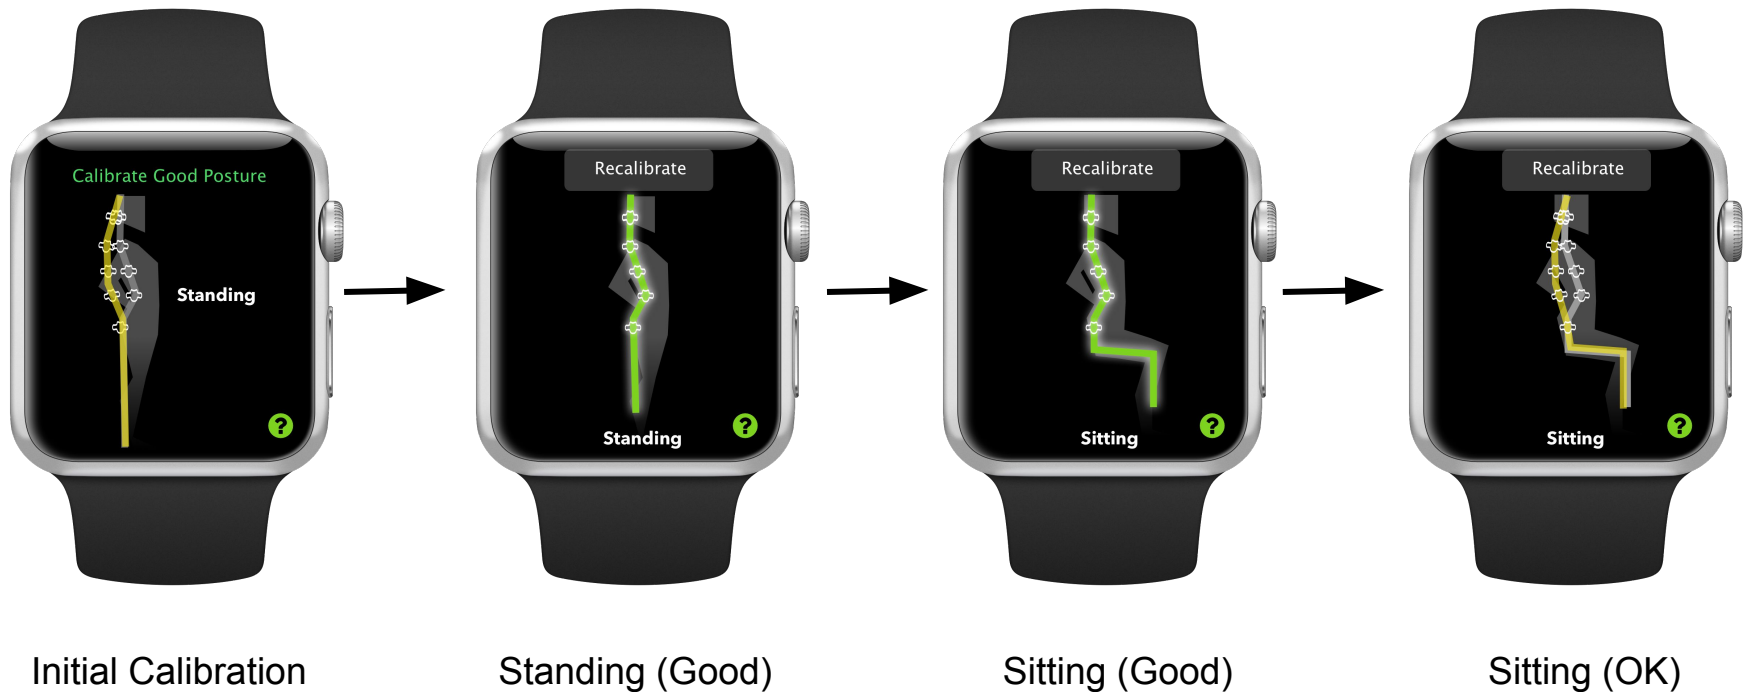 Calibrate Good Posture
Standing
?
Recalibrate
Standing
?
Recalibrate
Sitting
?
Recalibrate
Sitting
?
Initial Calibration
Standing (Good)
Sitting (Good)
Sitting (OK)